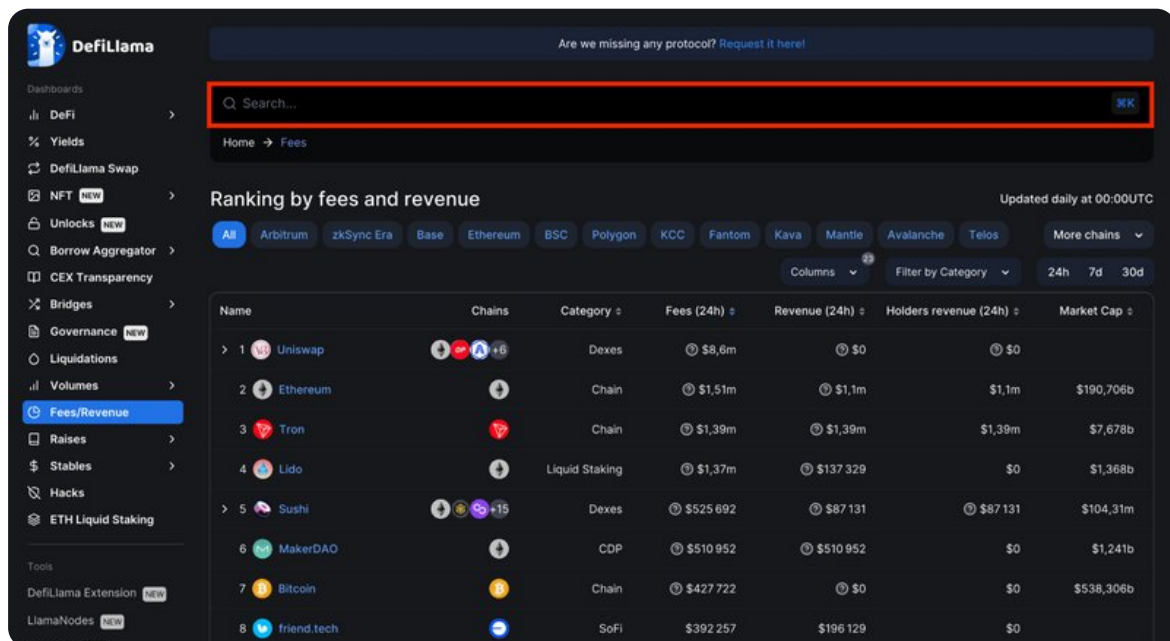 DefiLlama
Are we missing any protocol? Request it here!
Dashboards
DeFi
Yields
DefiLlama Swap
NFT NEW
Unlocks NEW
Borrow Aggregator
CEX Transparency
Bridges
Governance NEW
Liquidations
Volumes
Fees/Revenue
Raises
Stables
Hacks
ETH Liquid Staking
Tools
DefiLlama Extension NEW
LlamaNodes NEW
Search... ⌘K
Home → Fees
Ranking by fees and revenue Updated daily at 00:00UTC
All Arbitrum zkSync Era Base Ethereum BSC Polygon KCC Fantom Kava Mantle Avalanche Telos More chains
Columns 23 Filter by Category 24h 7d 30d
Name Chains Category Fees (24h) Revenue (24h) Holders revenue (24h) Market Cap
1 Uniswap OP +6 Dexes $8,6m $0 $0
2 Ethereum Chain $1,51m $1,1m $1,1m $190,706b
3 Tron Chain $1,39m $1,39m $1,39m $7,678b
4 Lido Liquid Staking $1,37m $137 329 $0 $1,368b
5 Sushi +15 Dexes $525 692 $87 131 $87 131 $104,31m
6 MakerDAO CDP $510 952 $510 952 $0 $1,241b
7 Bitcoin Chain $427 722 $0 $0 $538,306b
8 friend.tech SoFi $392 257 $196 129 $0